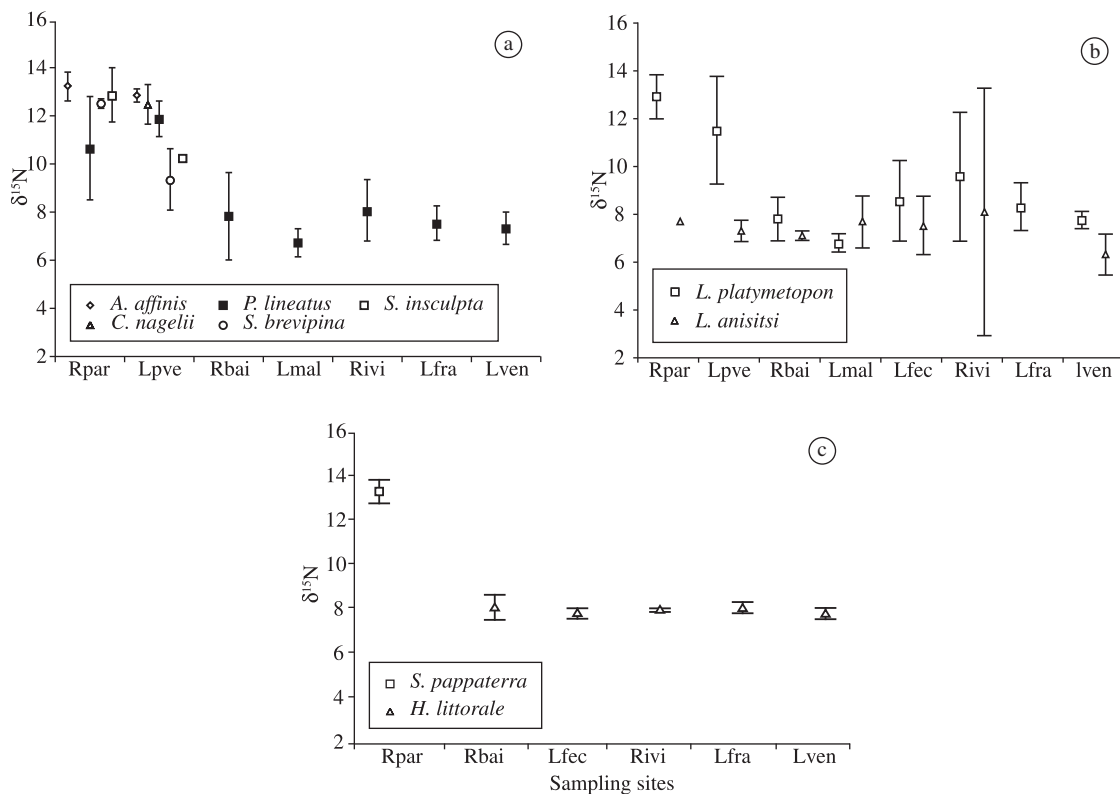 a
16
14
12
10
8
6
4
2
δ15N
A. affinis P. lineatus S. insculpta
C. nagelii S. brevipina
Rpar Lpve Rbai Lmal Rivi Lfra Lven
b
16
14
12
10
8
6
4
2
δ15N
L. platymetopon
L. anisitsi
Rpar Lpve Rbai Lmal Lfec Rivi Lfra lven
c
16
14
12
10
8
6
4
2
δ15N
S. pappaterra
H. littorale
Rpar Rbai Lfec Rivi Lfra Lven
Sampling sites